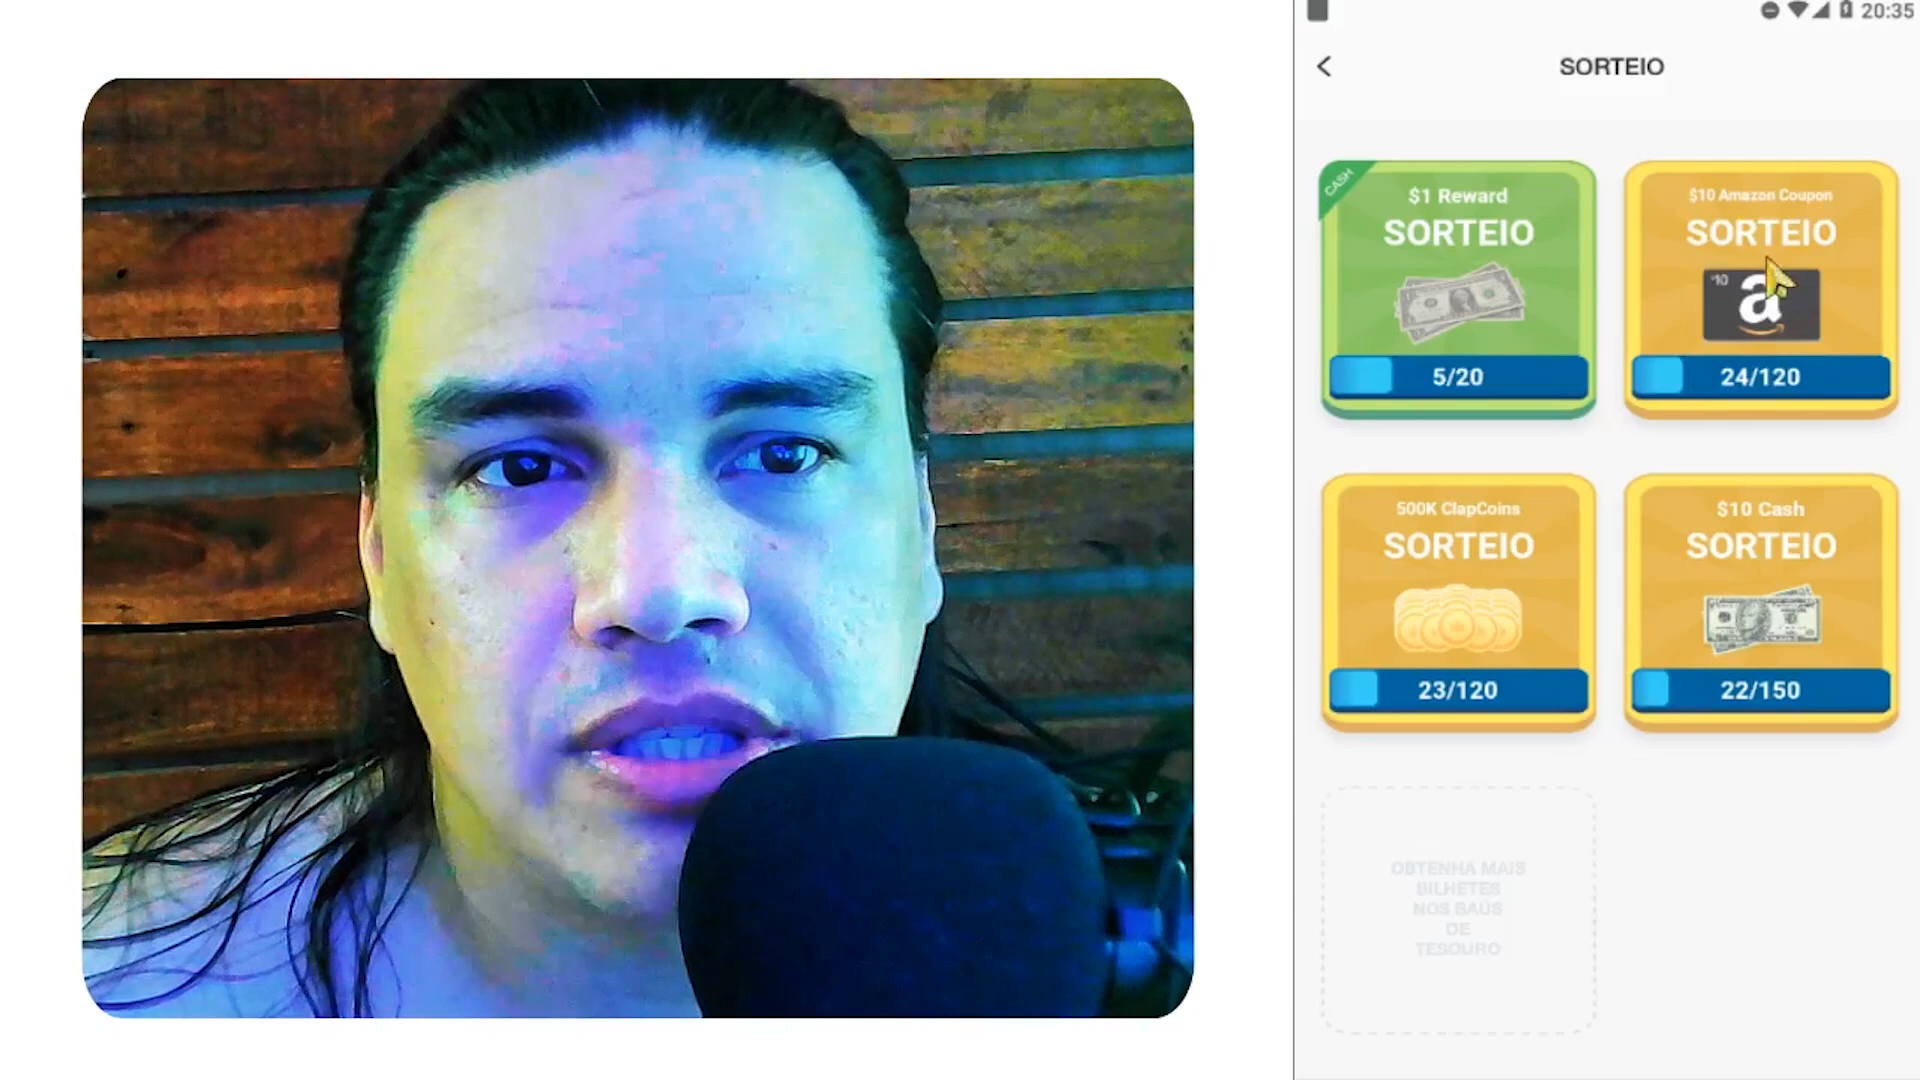 20:35
SORTEIO
CASH
$1 Reward
SORTEIO
5/20
$10 Amazon Coupon
SORTEIO
$10
a
24/120
500K ClapCoins
SORTEIO
23/120
$10 Cash
SORTEIO
22/150
OBTENHA MAIS
BILHETES
NOS BAÚS
DE
TESOURO